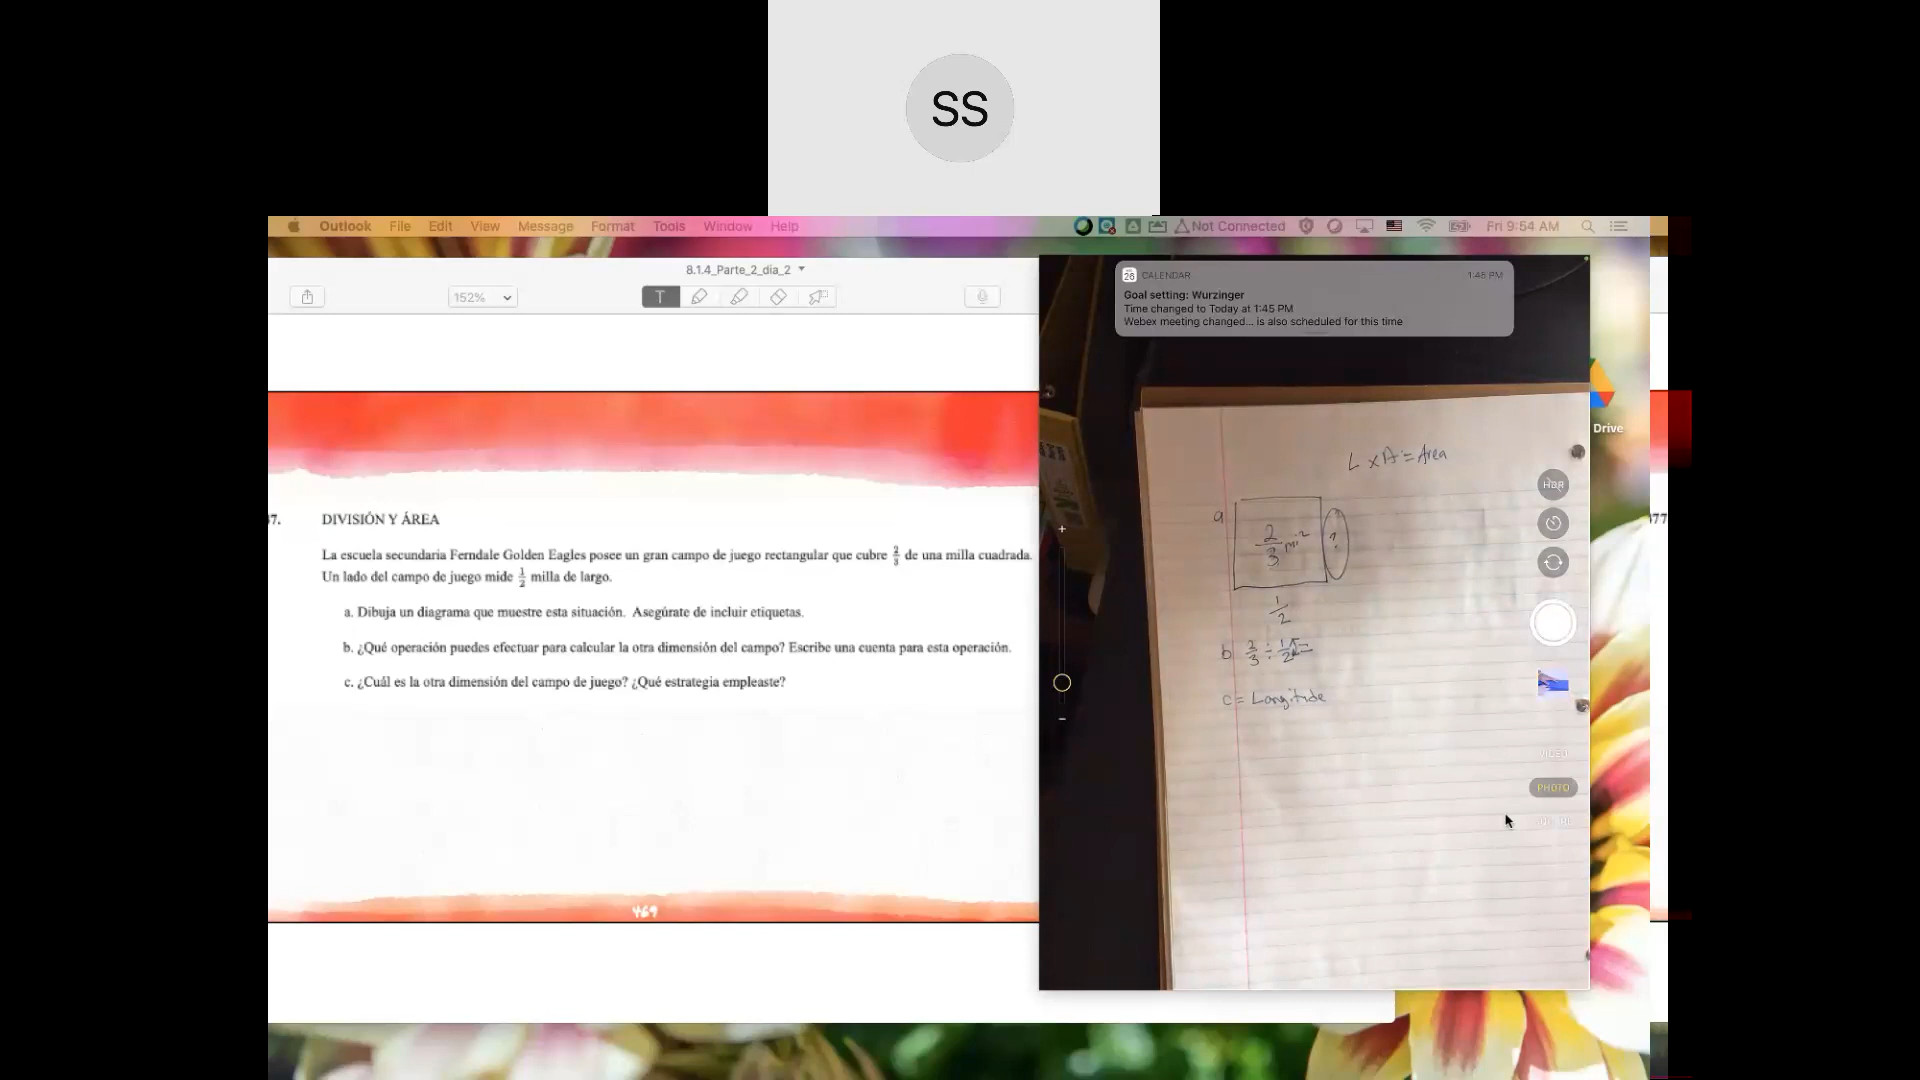 SS
Outlook File Edit View Message Format Tools Window Help
Not Connected
Fri 9:54 AM
8.1.4_Parte_2_dia_2
152%
T
26 CALENDAR 1:45 PM
Goal setting: Wurzinger
Time changed to Today at 1:45 PM
Webex meeting changed... is also scheduled for this time
Drive
L x A = Area
HDR
a 2/3 mi² ?
1/2
b 2/3 ÷ 1/2
c = Longitude
PHOTO
7. DIVISIÓN Y ÁREA
La escuela secundaria Ferndale Golden Eagles posee un gran campo de juego rectangular que cubre 2/3 de una milla cuadrada.
Un lado del campo de juego mide 1/2 milla de largo.
a. Dibuja un diagrama que muestre esta situación. Asegúrate de incluir etiquetas.
b. ¿Qué operación puedes efectuar para calcular la otra dimensión del campo? Escribe una cuenta para esta operación.
c. ¿Cuál es la otra dimensión del campo de juego? ¿Qué estrategia empleaste?
469
77
VIDEO